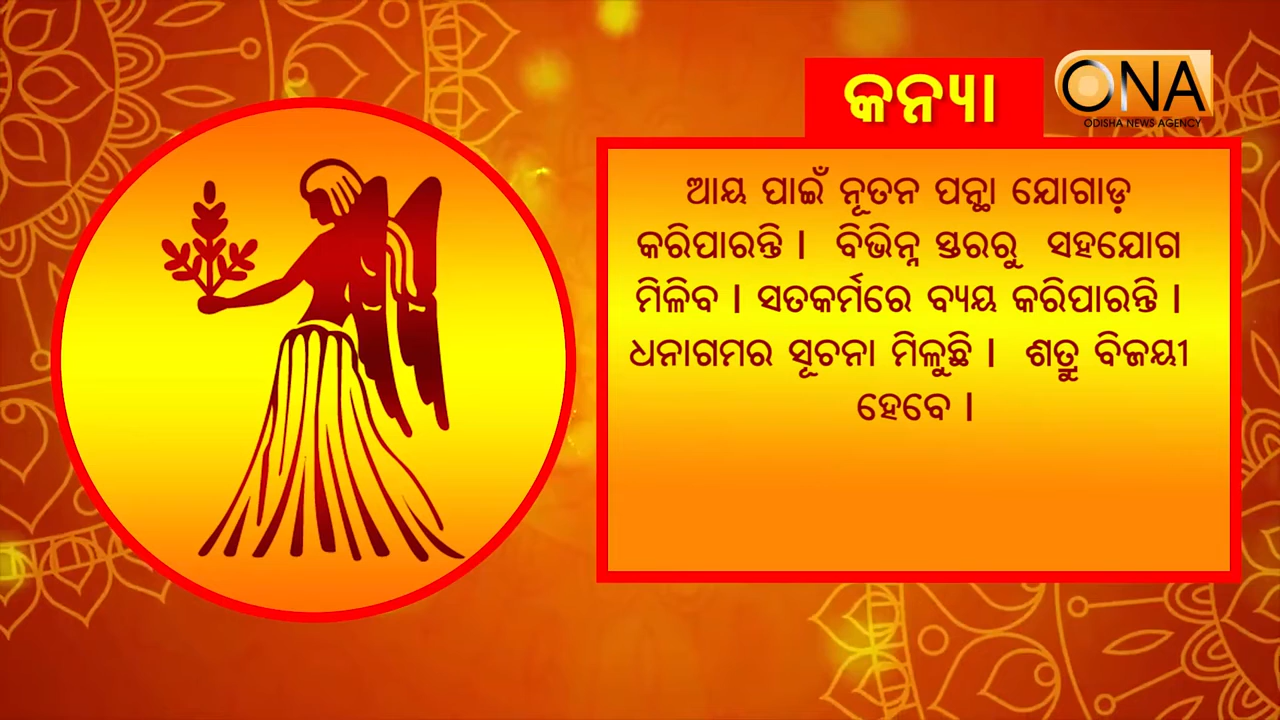 କନ୍ୟା
ONA
ODISHA NEWS AGENCY
ଆୟ ପାଇଁ ନୂତନ ପନ୍ଥା ଯୋଗାଡ଼
କରିପାରନ୍ତି । ବିଭିନ୍ନ ସ୍ତରରୁ ସହଯୋଗ
ମିଳିବ । ସତକର୍ମରେ ବ୍ୟୟ କରିପାରନ୍ତି ।
ଧନାଗମର ସୂଚନା ମିଳୁଛି । ଶତ୍ରୁ ବିଜୟୀ
ହେବେ ।